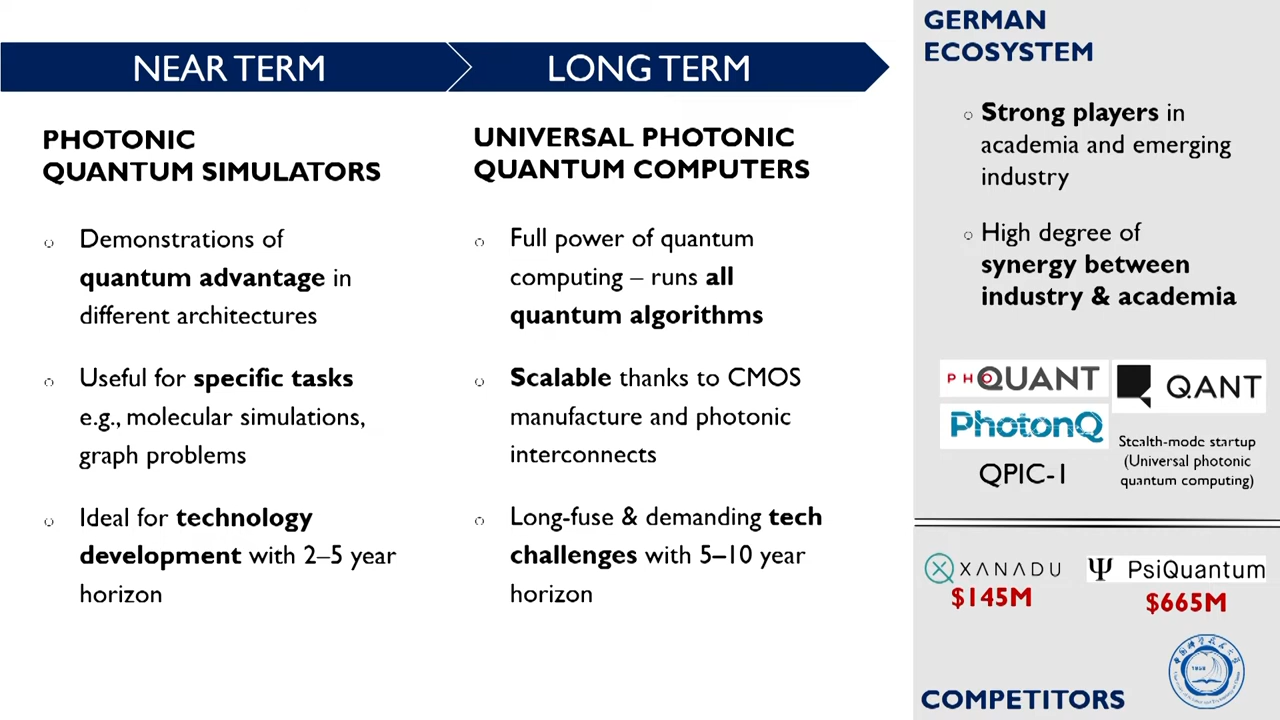 NEAR TERM
LONG TERM
PHOTONIC
QUANTUM SIMULATORS
Demonstrations of
quantum advantage in
different architectures
Useful for specific tasks
e.g., molecular simulations,
graph problems
Ideal for technology
development with 2–5 year
horizon
UNIVERSAL PHOTONIC
QUANTUM COMPUTERS
Full power of quantum
computing – runs all
quantum algorithms
Scalable thanks to CMOS
manufacture and photonic
interconnects
Long-fuse & demanding tech
challenges with 5–10 year
horizon
GERMAN
ECOSYSTEM
Strong players in
academia and emerging
industry
High degree of
synergy between
industry & academia
PHOQUANT
Q.ANT
PhotonQ
QPIC-1
Stealth-mode startup
(Universal photonic
quantum computing)
XANADU
$145M
Ψ PsiQuantum
$665M
1958
COMPETITORS